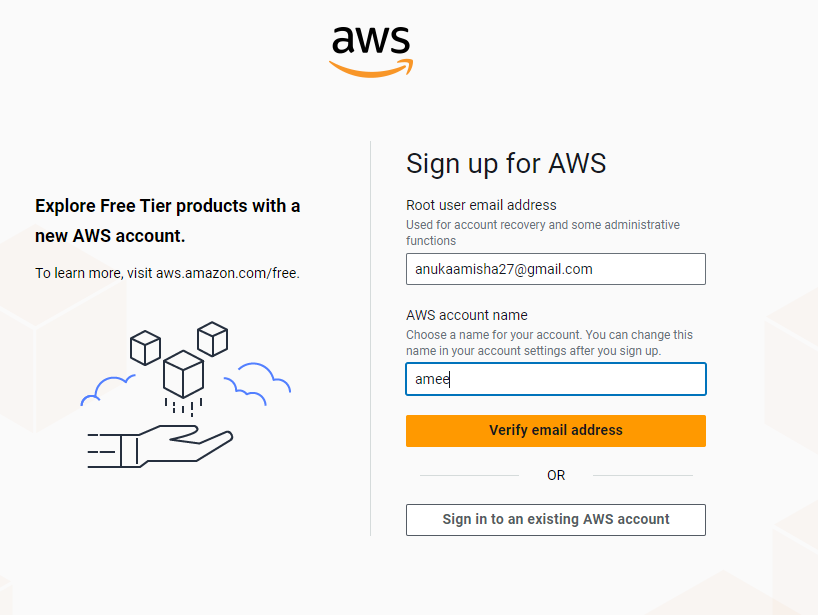 aws
Explore Free Tier products with a
new AWS account.
To learn more, visit aws.amazon.com/free.
Sign up for AWS
Root user email address
Used for account recovery and some administrative
functions
anukaamisha27@gmail.com
AWS account name
Choose a name for your account. You can change this
name in your account settings after you sign up.
amee
Verify email address
OR
Sign in to an existing AWS account